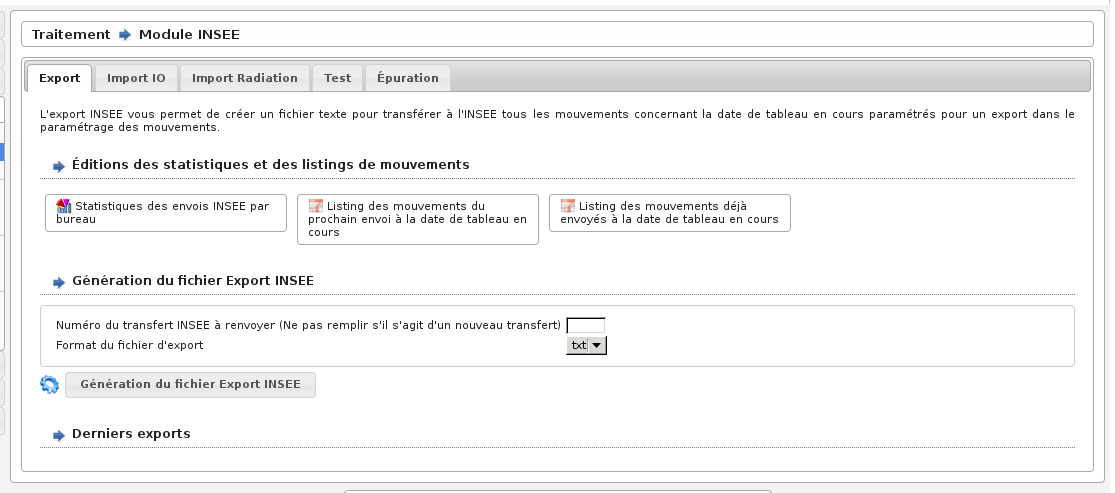 Traitement Module INSEE
Export Import IO Import Radiation Test Épuration
L'export INSEE vous permet de créer un fichier texte pour transférer à l'INSEE tous les mouvements concernant la date de tableau en cours paramétrés pour un export dans le
paramétrage des mouvements.
Éditions des statistiques et des listings de mouvements
Statistiques des envois INSEE par
bureau
Listing des mouvements du
prochain envoi à la date de tableau en
cours
Listing des mouvements déjà
envoyés à la date de tableau en cours
Génération du fichier Export INSEE
Numéro du transfert INSEE à renvoyer (Ne pas remplir s'il s'agit d'un nouveau transfert)
Format du fichier d'export txt
Génération du fichier Export INSEE
Derniers exports